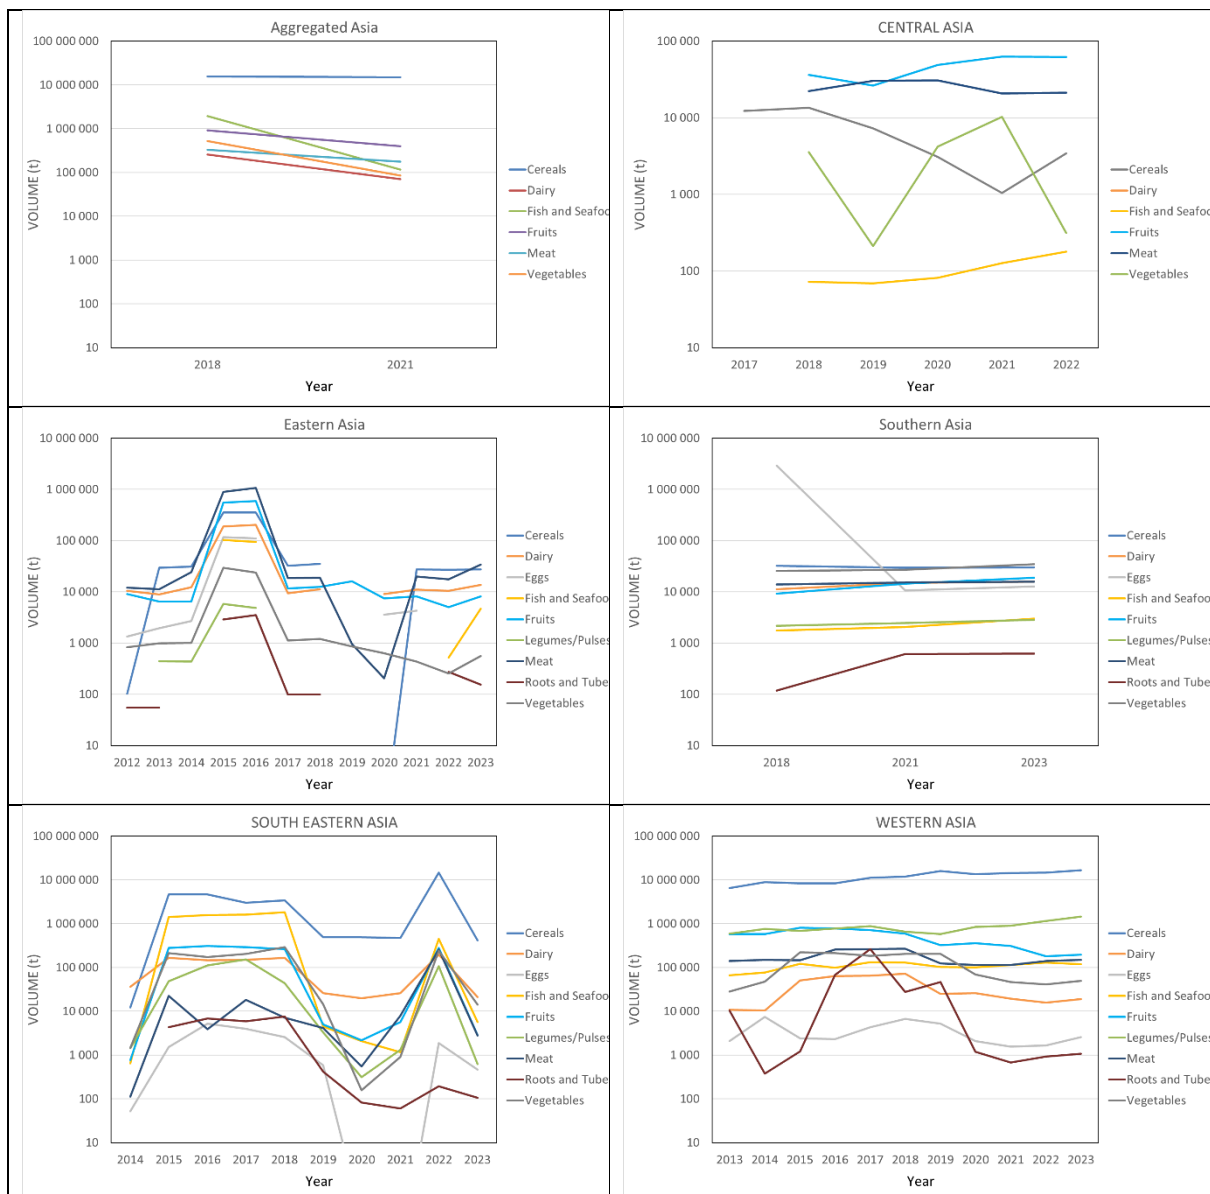 Aggregated Asia
100 000 000
10 000 000
1 000 000
100 000
10 000
1 000
100
10
VOLUME (t)
2018 2021
Year
Cereals
Dairy
Fish and Seafoo
Fruits
Meat
Vegetables
CENTRAL ASIA
100 000
10 000
1 000
100
10
VOLUME (t)
2017 2018 2019 2020 2021 2022
Year
Cereals
Dairy
Fish and Seafoo
Fruits
Meat
Vegetables
Eastern Asia
10 000 000
1 000 000
100 000
10 000
1 000
100
10
VOLUME (t)
2012 2013 2014 2015 2016 2017 2018 2019 2020 2021 2022 2023
Year
Cereals
Dairy
Eggs
Fish and Seafoo
Fruits
Legumes/Pulses
Meat
Roots and Tube
Vegetables
Southern Asia
10 000 000
1 000 000
100 000
10 000
1 000
100
10
VOLUME (t)
2018 2021 2023
Year
Cereals
Dairy
Eggs
Fish and Seafoo
Fruits
Legumes/Pulses
Meat
Roots and Tube
Vegetables
SOUTH EASTERN ASIA
100 000 000
10 000 000
1 000 000
100 000
10 000
1 000
100
10
VOLUME (t)
2014 2015 2016 2017 2018 2019 2020 2021 2022 2023
Year
Cereals
Dairy
Eggs
Fish and Seafoo
Fruits
Legumes/Pulses
Meat
Roots and Tube
Vegetables
WESTERN ASIA
100 000 000
10 000 000
1 000 000
100 000
10 000
1 000
100
10
VOLUME (t)
2013 2014 2015 2016 2017 2018 2019 2020 2021 2022 2023
Year
Cereals
Dairy
Eggs
Fish and Seafoo
Fruits
Legumes/Pulses
Meat
Roots and Tube
Vegetables